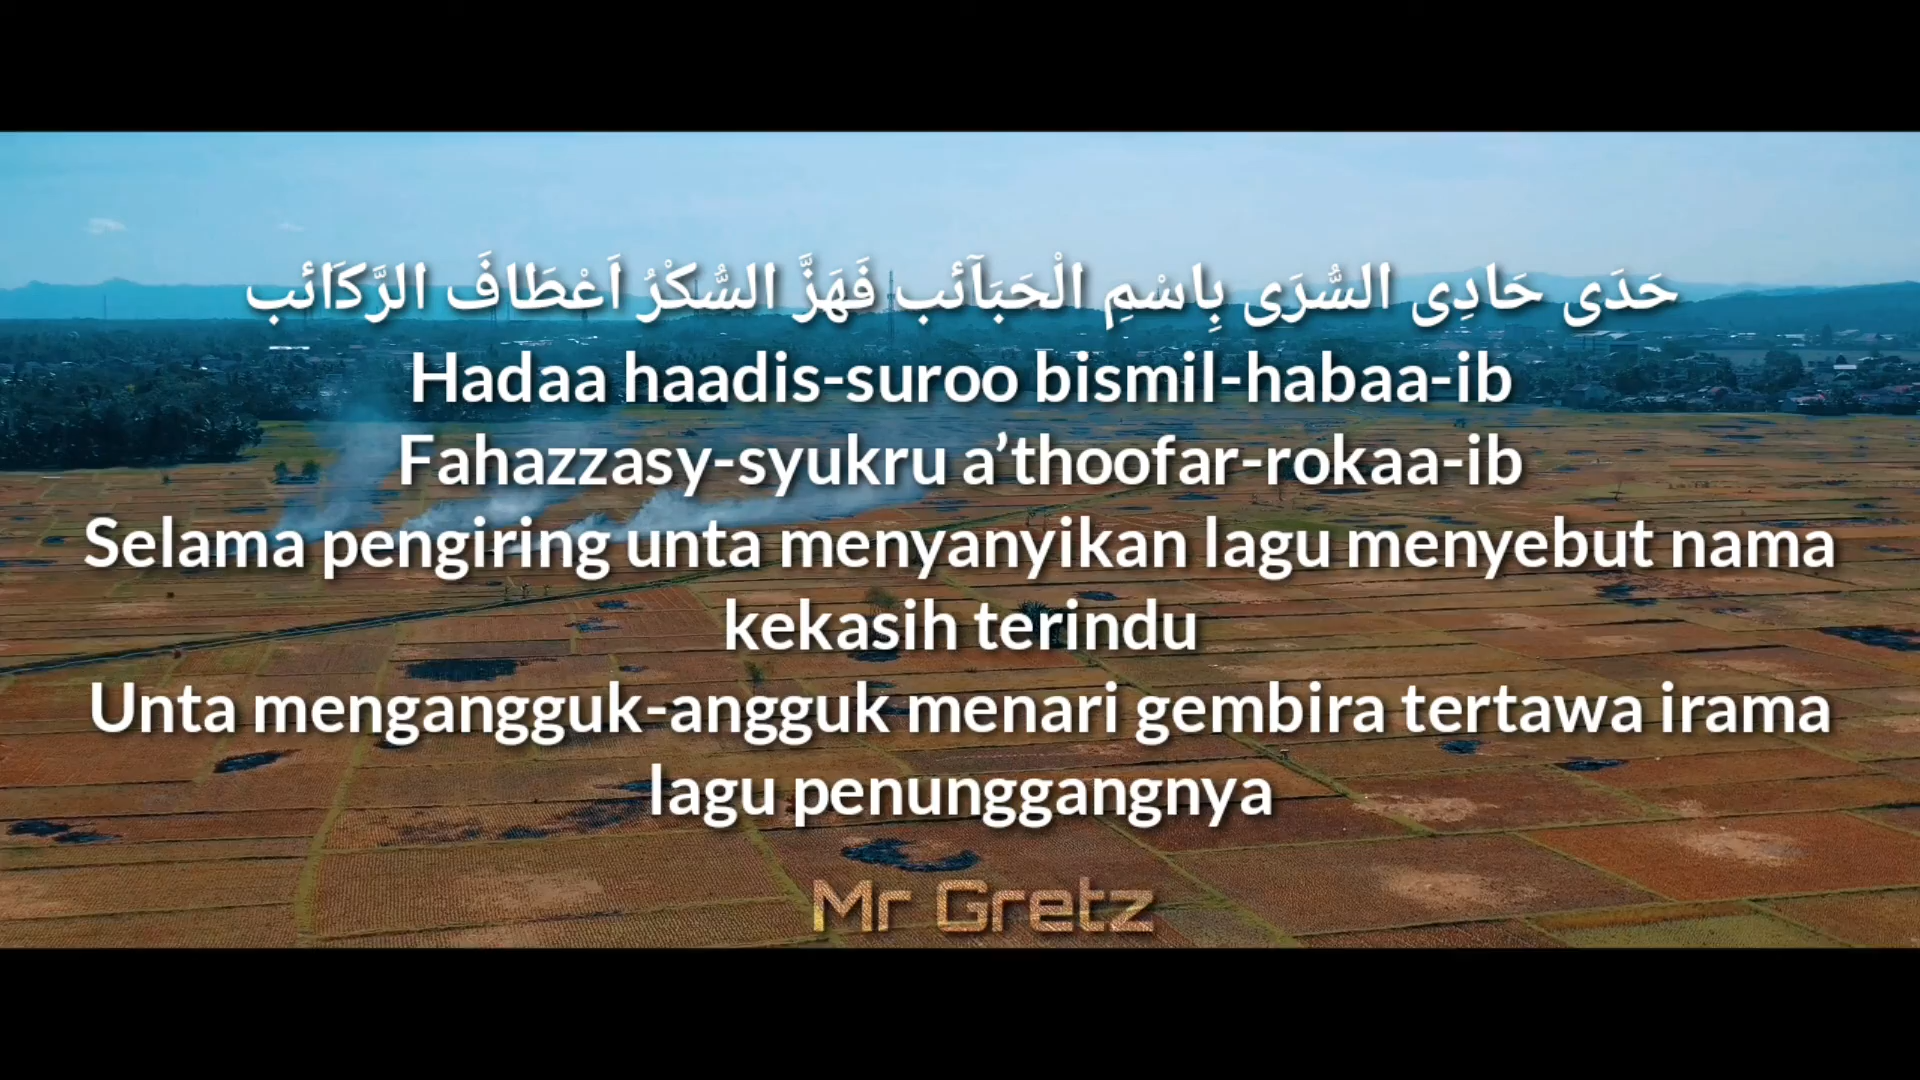 حَدَى حَادِى السُّرَى بِاسْمِ الْحَبَآئب فَهَزَّ السُّكْرُ اَعْطَافَ الرَّكَائب
Hadaa haadis-suroo bismil-habaa-ib
Fahazzasy-syukru a’thoofar-rokaa-ib
Selama pengiring unta menyanyikan lagu menyebut nama
kekasih terindu
Unta mengangguk-angguk menari gembira tertawa irama
lagu penunggangnya
Mr Gretz